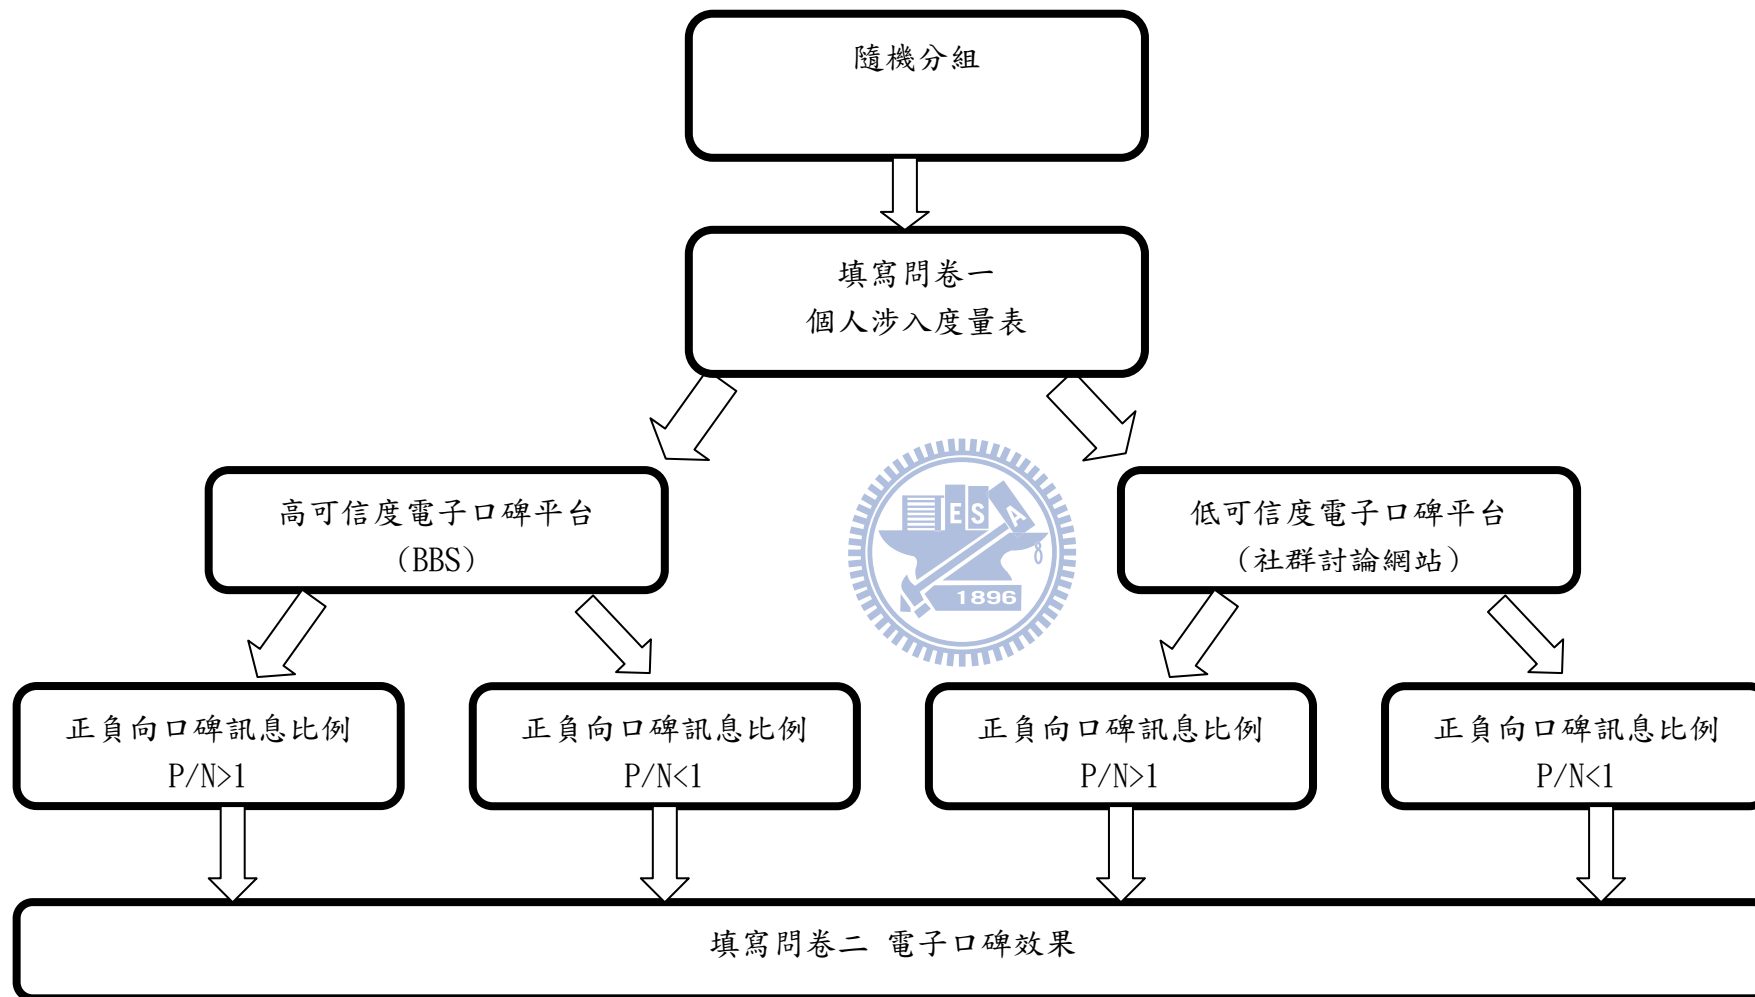 隨機分組
填寫問卷一
個人涉入度量表
高可信度電子口碑平台
(BBS)
低可信度電子口碑平台
(社群討論網站)
ES
A
8
1896
正負向口碑訊息比例
P/N>1
正負向口碑訊息比例
P/N<1
正負向口碑訊息比例
P/N>1
正負向口碑訊息比例
P/N<1
填寫問卷二 電子口碑效果